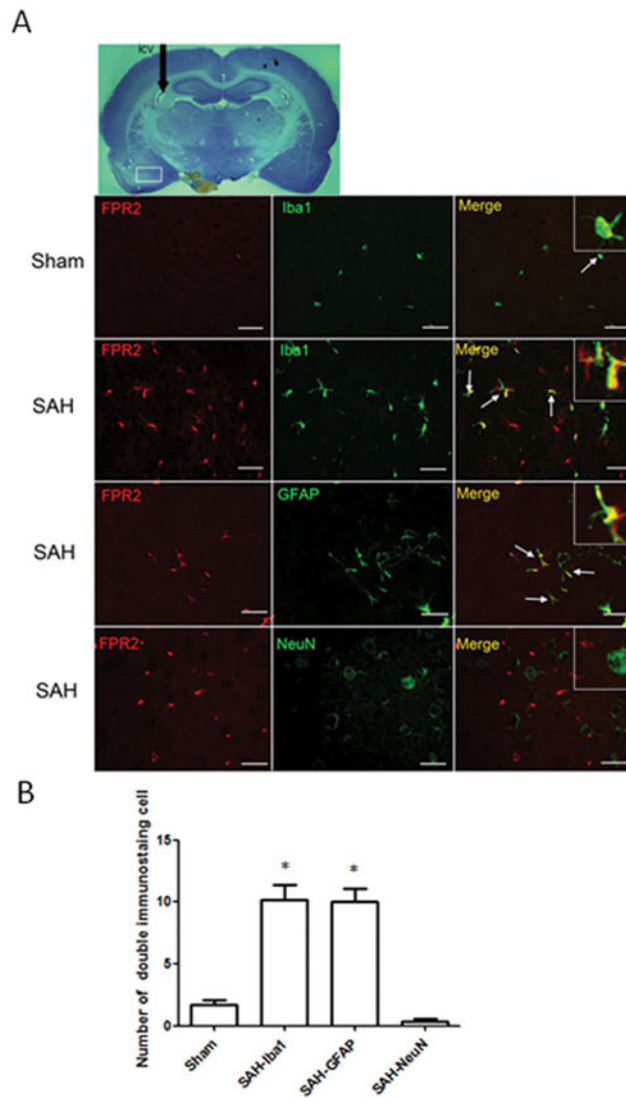 A
icv
Sham
FPR2
Iba1
Merge
SAH
FPR2
Iba1
Merge
SAH
FPR2
GFAP
Merge
SAH
FPR2
NeuN
Merge
B
Number of double immunostaing cell
15
10
5
0
*
*
Sham
SAH-Iba1
SAH-GFAP
SAH-NeuN